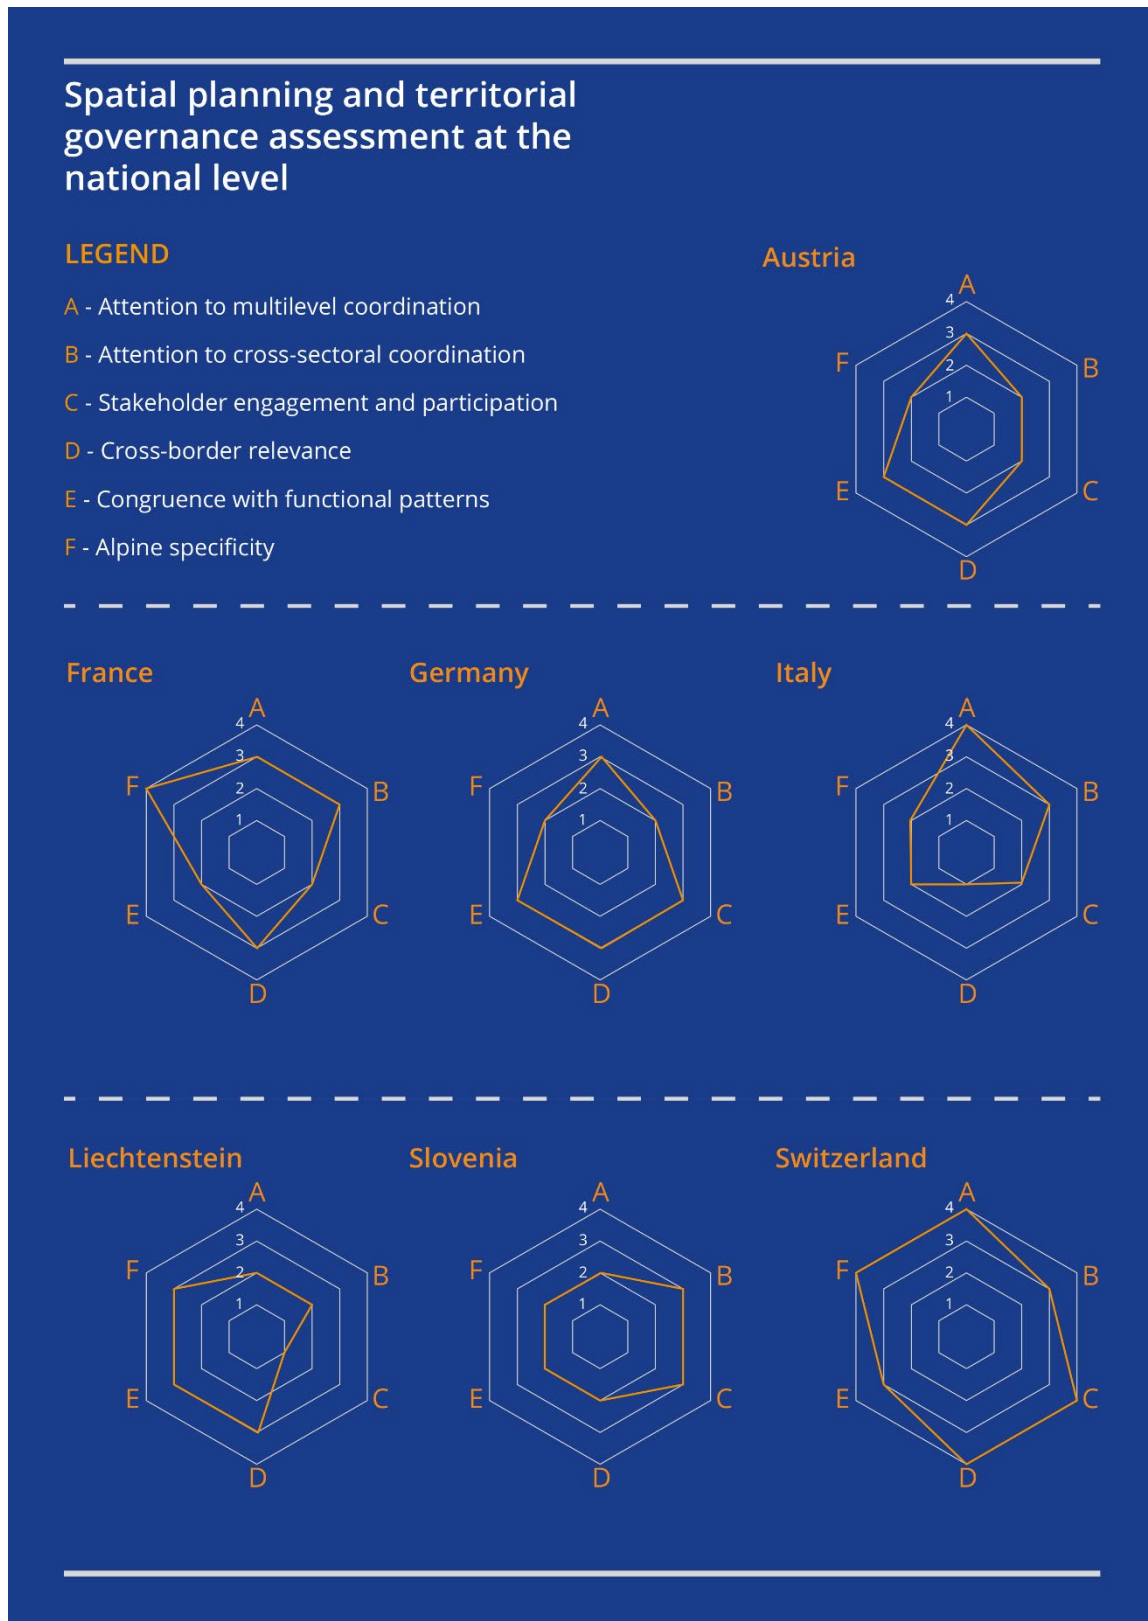 Spatial planning and territorial
governance assessment at the
national level
LEGEND
A - Attention to multilevel coordination
B - Attention to cross-sectoral coordination
C - Stakeholder engagement and participation
D - Cross-border relevance
E - Congruence with functional patterns
F - Alpine specificity
Austria
A
4
3
F
B
2
1
E
C
D
France
Germany
Italy
A
4
3
F
B
2
1
E
C
D
A
4
3
F
B
2
1
E
C
D
A
4
3
F
B
2
1
E
C
D
Liechtenstein
Slovenia
Switzerland
A
4
3
F
B
2
1
E
C
D
A
4
3
F
B
2
1
E
C
D
A
4
3
F
B
2
1
E
C
D